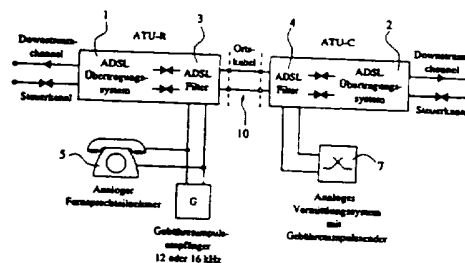 1
3
4
2
ATU-R
Orts-
kabel
ATU-C
Downstream-
channel
ADSL
Übertragungs-
system
ADSL
Filter
ADSL
Filter
ADSL
Übertragungs-
system
Downstream-
channel
Steuerkanal
Steuerkanal
10
5
G
7
Analoger
Fernsprechteilnehmer
Gebührenimpuls-
empfänger
12 oder 16 kHz
Analoges
Vermittlungssystem
mit
Gebührenimpulssender